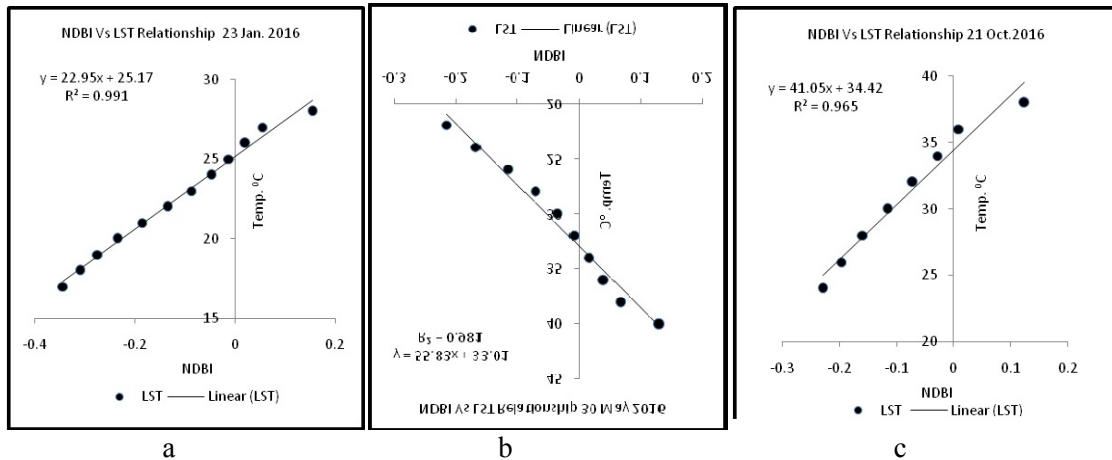 NDBI Vs LST Relationship 23 Jan. 2016
y = 22.95x + 25.17
R² = 0.991
30
25
20
15
Temp. ⁰C
-0.4
-0.2
0
0.2
NDBI
LST
Linear (LST)
a
LST
Linear (LST)
NDBI
-0.3
-0.2
-0.1
0
0.1
0.2
20
25
30
35
40
45
Temp. ⁰C
R² = 0.981
y = 55.83x + 33.01
NDBI Vs LST Relationship 30 May 2016
b
NDBI Vs LST Relationship 21 Oct.2016
y = 41.05x + 34.42
R² = 0.965
40
35
30
25
20
Temp. ⁰C
-0.3
-0.2
-0.1
0
0.1
0.2
NDBI
LST
Linear (LST)
c